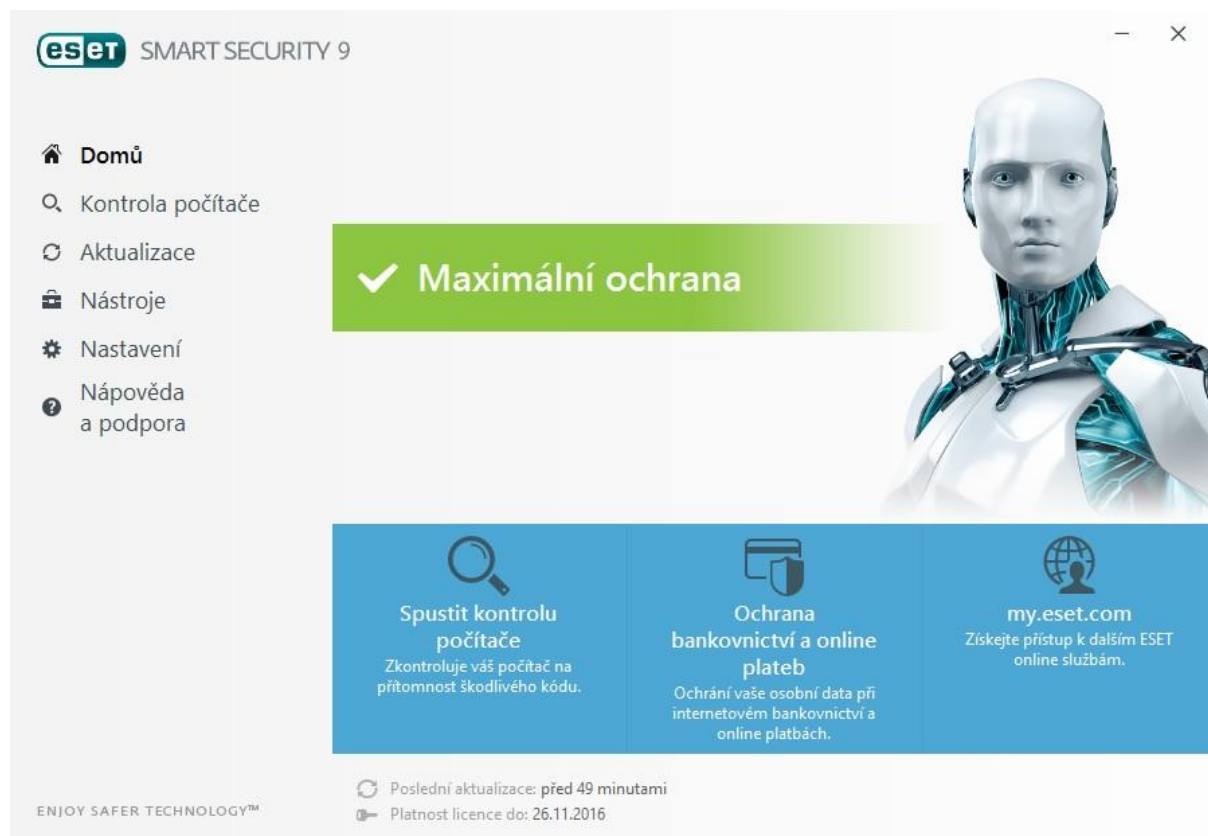 eset SMART SECURITY 9
Domů
Kontrola počítače
Aktualizace
Nástroje
Nastavení
Nápověda
a podpora
Maximální ochrana
Spustit kontrolu
počítače
Zkontroluje váš počítač na
přítomnost škodlivého kódu.
Ochrana
bankovnictví a online
plateb
Ochrání vaše osobní data při
internetovém bankovnictví a
online platbách.
my.eset.com
Získejte přístup k dalším ESET
online službám.
Poslední aktualizace: před 49 minutami
Platnost licence do: 26.11.2016
ENJOY SAFER TECHNOLOGY™